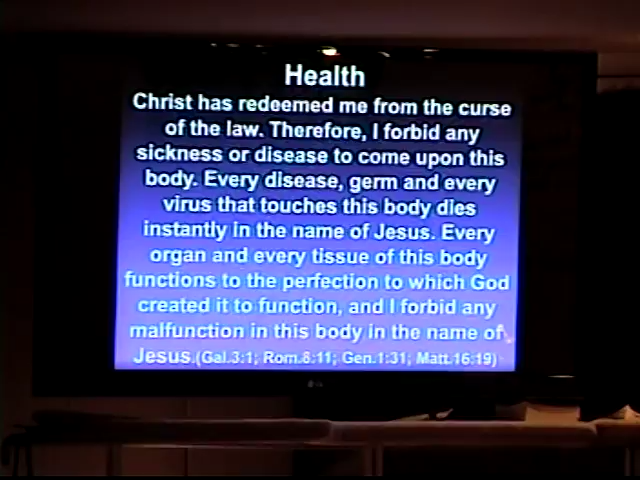 Health
Christ has redeemed me from the curse
of the law. Therefore, I forbid any
sickness or disease to come upon this
body. Every disease, germ and every
virus that touches this body dies
instantly in the name of Jesus. Every
organ and every tissue of this body
functions to the perfection to which God
created it to function, and I forbid any
malfunction in this body in the name of
Jesus.(Gal.3:1; Rom.8:11; Gen.1:31; Matt.16:19)
LG